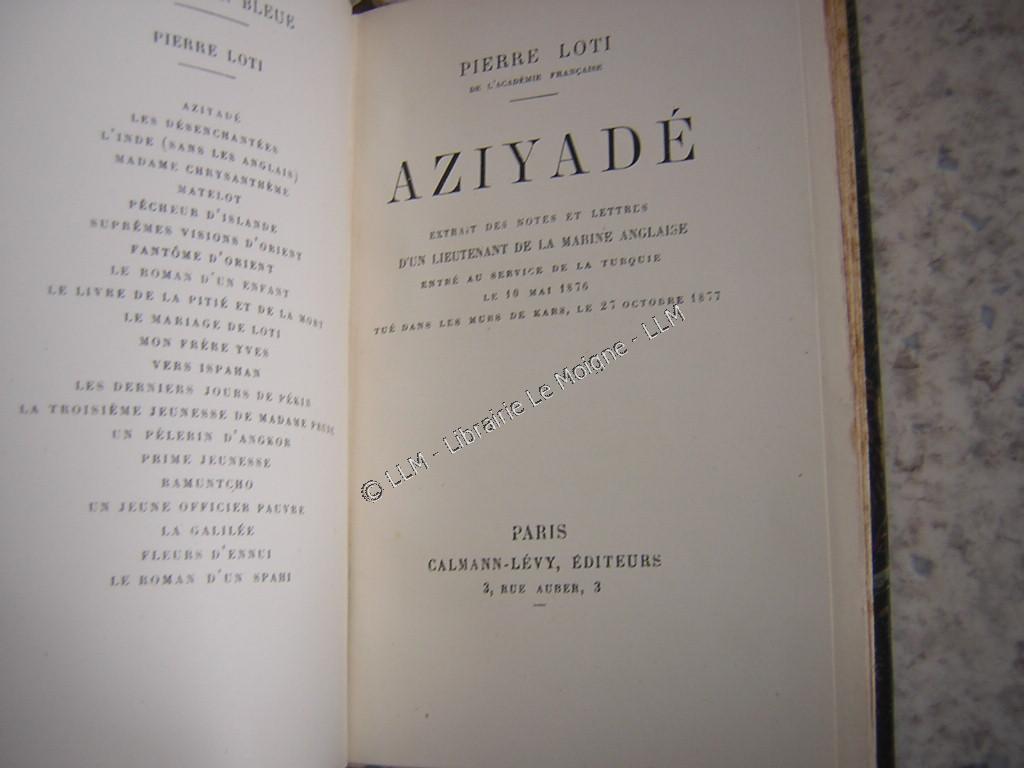 BLEUE
PIERRE LOTI
AZIYADÉ
LES DÉSENCHANTÉES
L'INDE (SANS LES ANGLAIS)
MADAME CHRYSANTHÈME
MATELOT
PÊCHEUR D'ISLANDE
SUPRÊMES VISIONS D'ORIENT
FANTÔME D'ORIENT
LE ROMAN D'UN ENFANT
LE LIVRE DE LA PITIÉ ET DE LA MORT
LE MARIAGE DE LOTI
MON FRÈRE YVES
VERS ISPAHAN
LES DERNIERS JOURS DE PÉKIN
LA TROISIÈME JEUNESSE DE MADAME PRUNE
UN PÈLERIN D'ANGKOR
PRIME JEUNESSE
RAMUNTCHO
UN JEUNE OFFICIER PAUVRE
LA GALILÉE
FLEURS D'ENNUI
LE ROMAN D'UN SPAHI
PIERRE LOTI
DE L'ACADÉMIE FRANÇAISE
AZIYADÉ
EXTRAIT DES NOTES ET LETTRES
D'UN LIEUTENANT DE LA MARINE ANGLAISE
ENTRÉ AU SERVICE DE LA TURQUIE
LE 10 MAI 1876
TUÉ DANS LES MURS DE KARS, LE 27 OCTOBRE 1877
© LLM - Librairie Le Moigne - LLM
PARIS
CALMANN-LÉVY, ÉDITEURS
3, RUE AUBER, 3